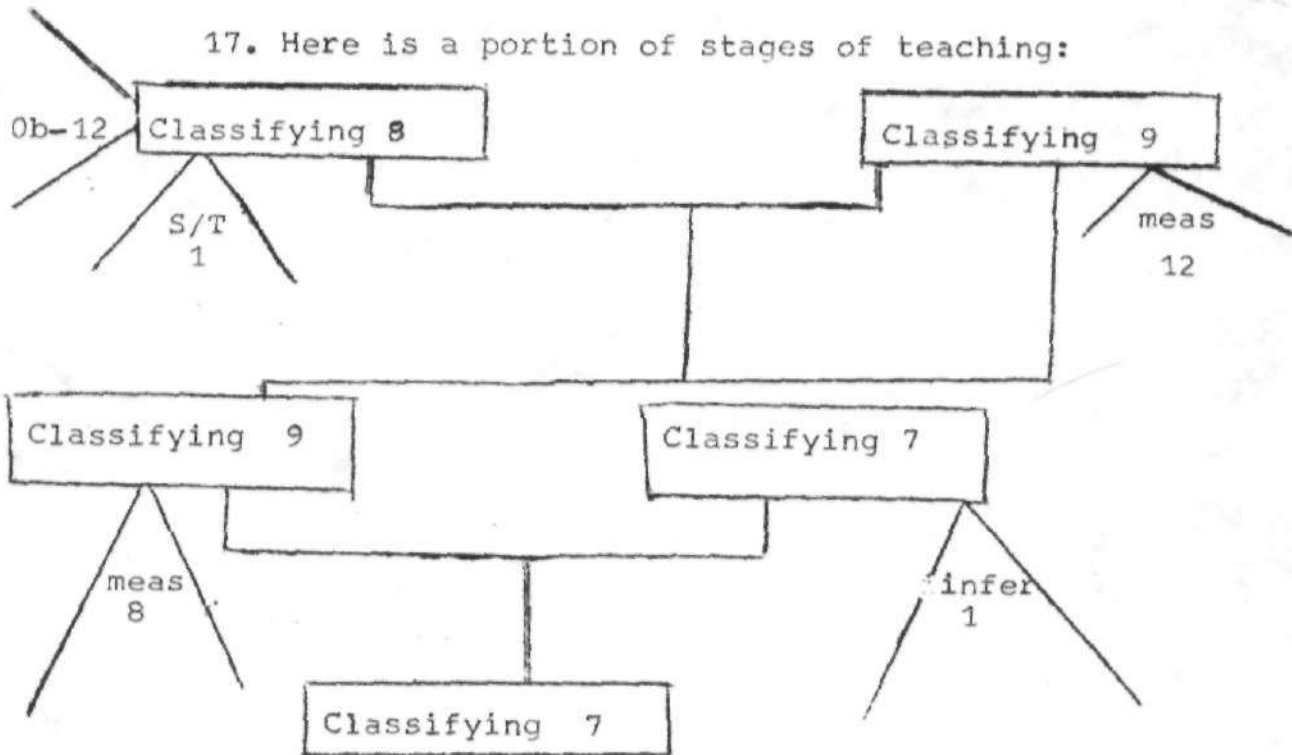 17. Here is a portion of stages of teaching:
Ob-12
Classifying 8
Classifying 9
S/T
1
meas
12
Classifying 9
Classifying 7
meas
8
infer
1
Classifying 7